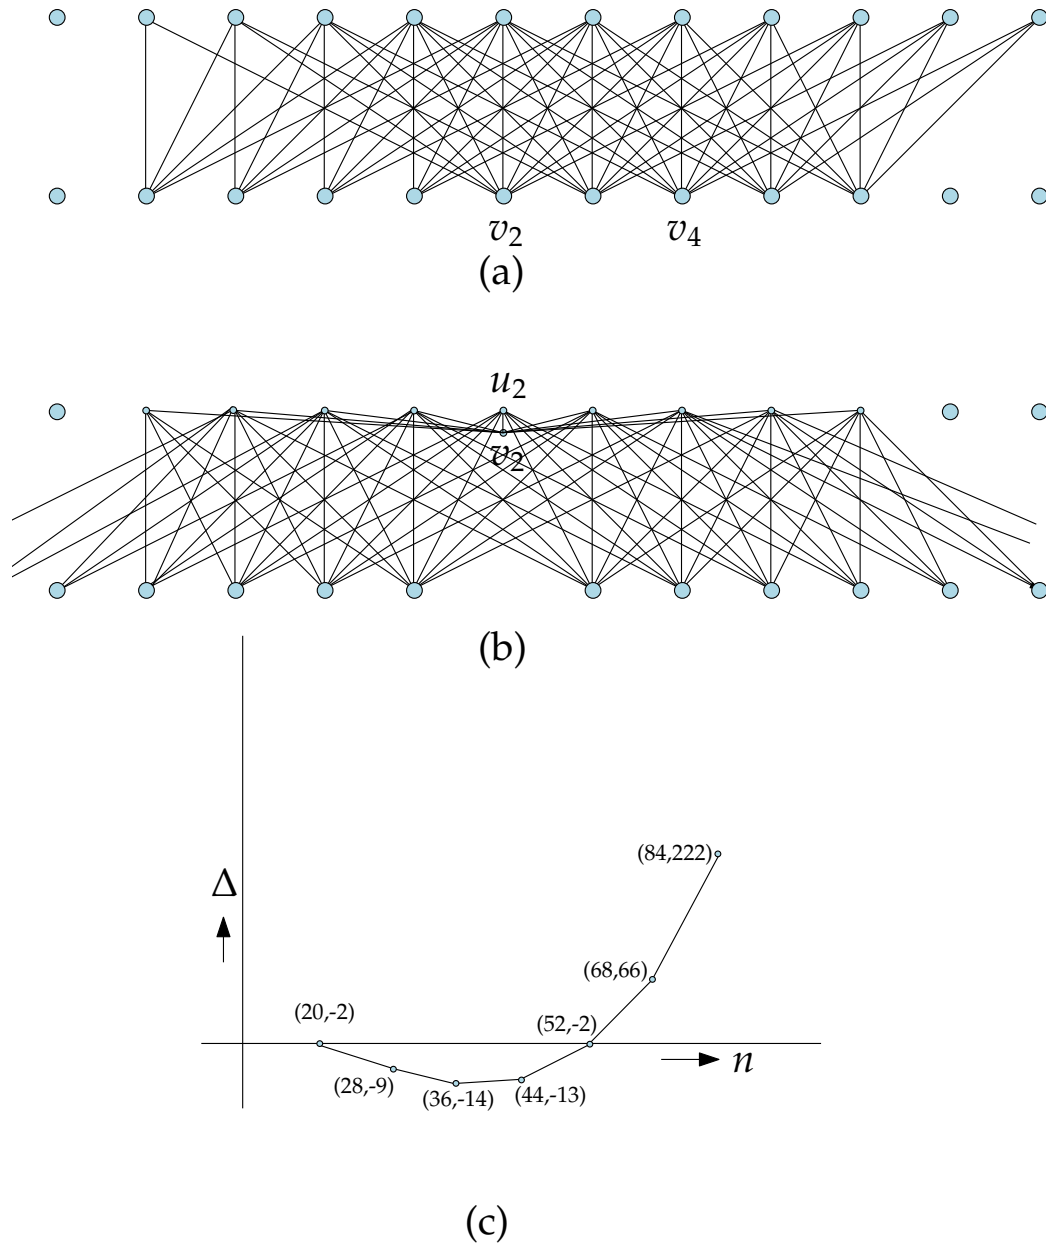 v2 v4
(a)
u2
v2
(b)
(84,222)
Δ
(68,66)
(20,-2)
(52,-2)
n
(28,-9)
(36,-14) (44,-13)
(c)